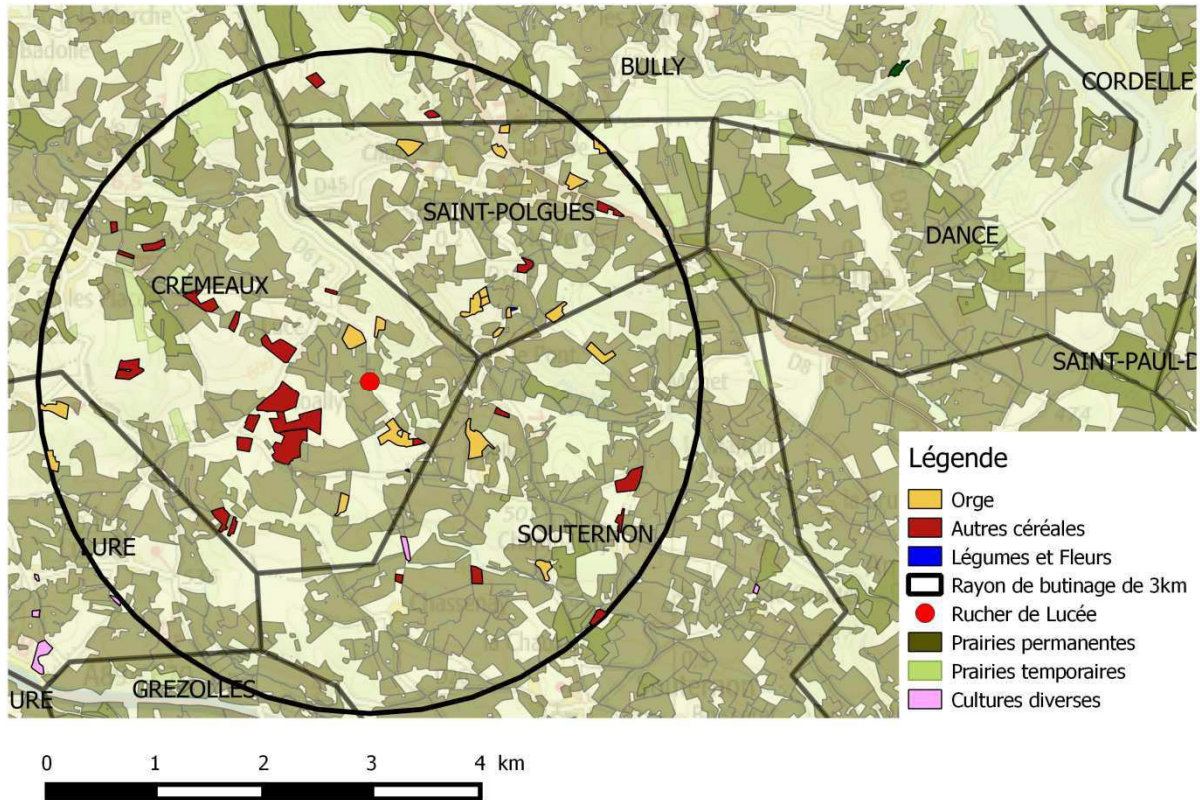 BULLY
CORDELLE
D45
SAINT-POLGUES
DANCE
CREMEAUX
SAINT-PAUL-D
D8
SOUTERNON
LURE
GREZOLLES
URE
Légende
Orge
Autres céréales
Légumes et Fleurs
Rayon de butinage de 3km
Rucher de Lucée
Prairies permanentes
Prairies temporaires
Cultures diverses
0 1 2 3 4 km